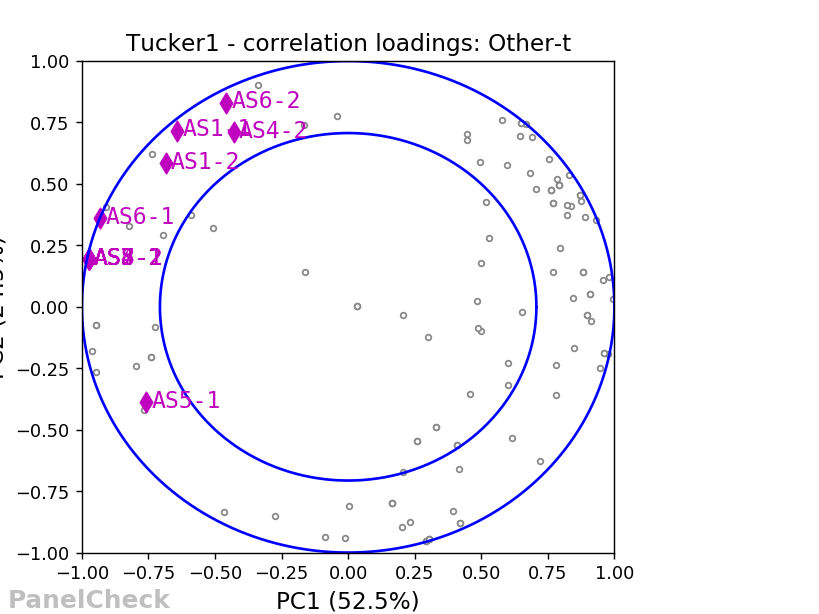 Tucker1 - correlation loadings: Other-t
1.00
0.75
0.50
0.25
0.00
−0.25
−0.50
−0.75
−1.00
AS6-2
AS1-1
AS4-2
AS1-2
AS6-1
AS5-1
−1.00 −0.75 −0.50 −0.25 0.00 0.25 0.50 0.75 1.00
PC1 (52.5%)
PanelCheck